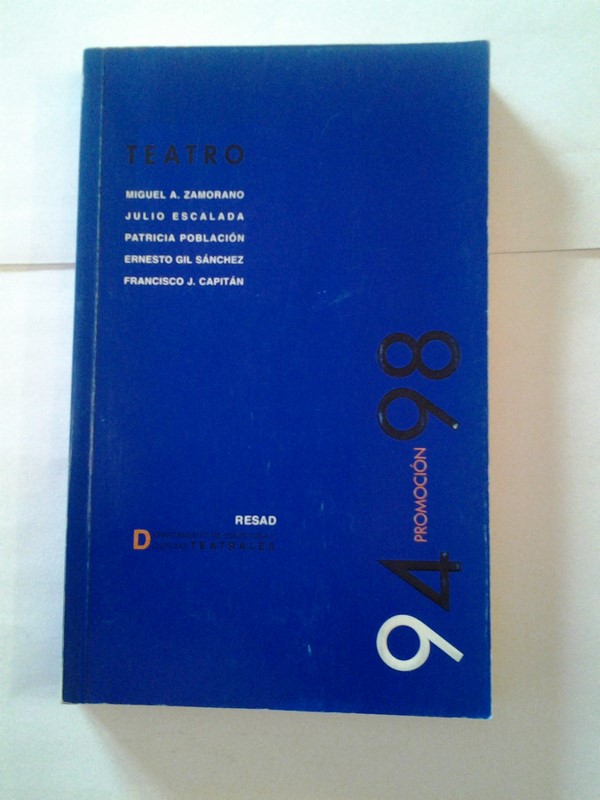 TEATRO
MIGUEL A. ZAMORANO
JULIO ESCALADA
PATRICIA POBLACIÓN
ERNESTO GIL SÁNCHEZ
FRANCISCO J. CAPITÁN
94 PROMOCIÓN 98
RESAD
D
TEATRALES